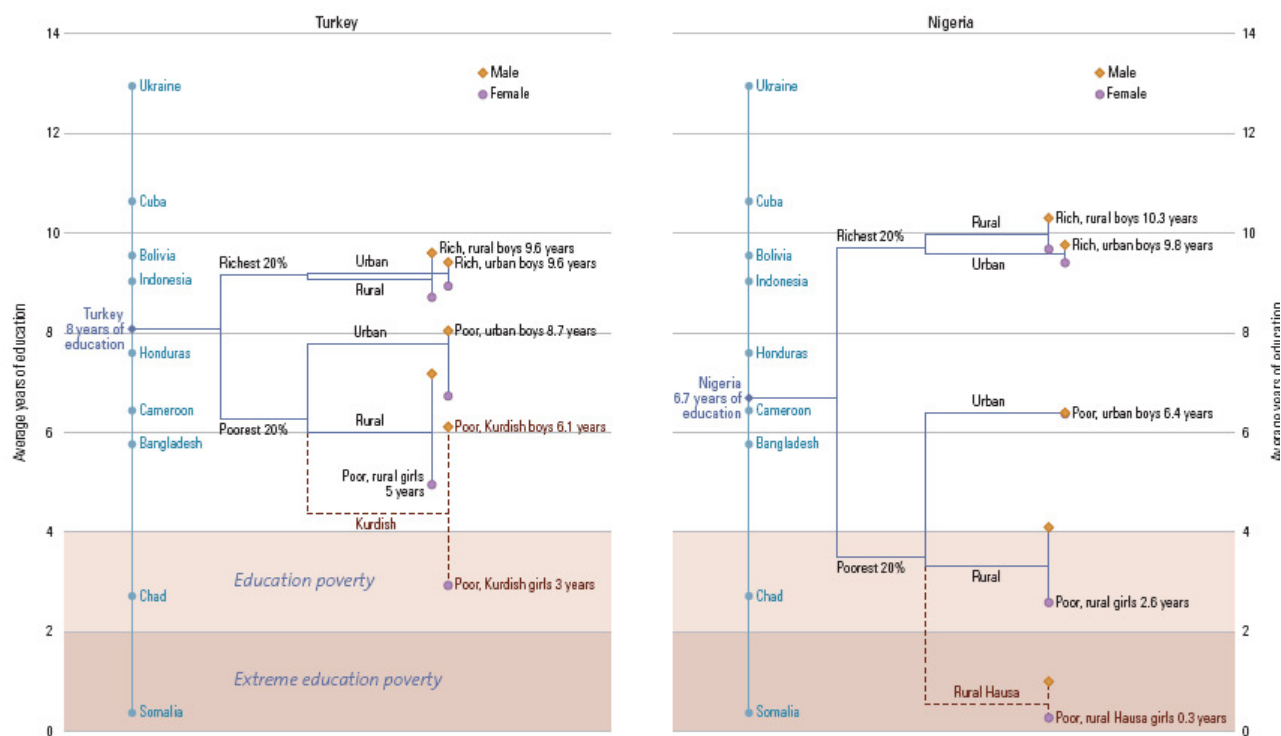 Turkey
14
Ukraine
Male
Female
12
Cuba
10
Bolivia
Indonesia
Richest 20%
Urban
Rural
Rich, rural boys 9.6 years
Rich, urban boys 9.6 years
Turkey
8 years of
education
8
Honduras
Urban
Poor, urban boys 8.7 years
Cameroon
Bangladesh
Poorest 20%
Rural
6
Poor, Kurdish boys 6.1 years
Poor, rural girls
5 years
Kurdish
4
Education poverty
Poor, Kurdish girls 3 years
Chad
2
Extreme education poverty
Somalia
0
Average years of education
Nigeria
14
Ukraine
Male
Female
12
Cuba
10
Bolivia
Indonesia
Richest 20%
Rural
Urban
Rich, rural boys 10.3 years
Rich, urban boys 9.8 years
8
Honduras
Nigeria
6.7 years of
education
Cameroon
Bangladesh
Urban
Poor, urban boys 6.4 years
6
4
Poorest 20%
Rural
Poor, rural girls 2.6 years
Chad
2
Rural Hausa
Poor, rural Hausa girls 0.3 years
Somalia
0
Average years of education